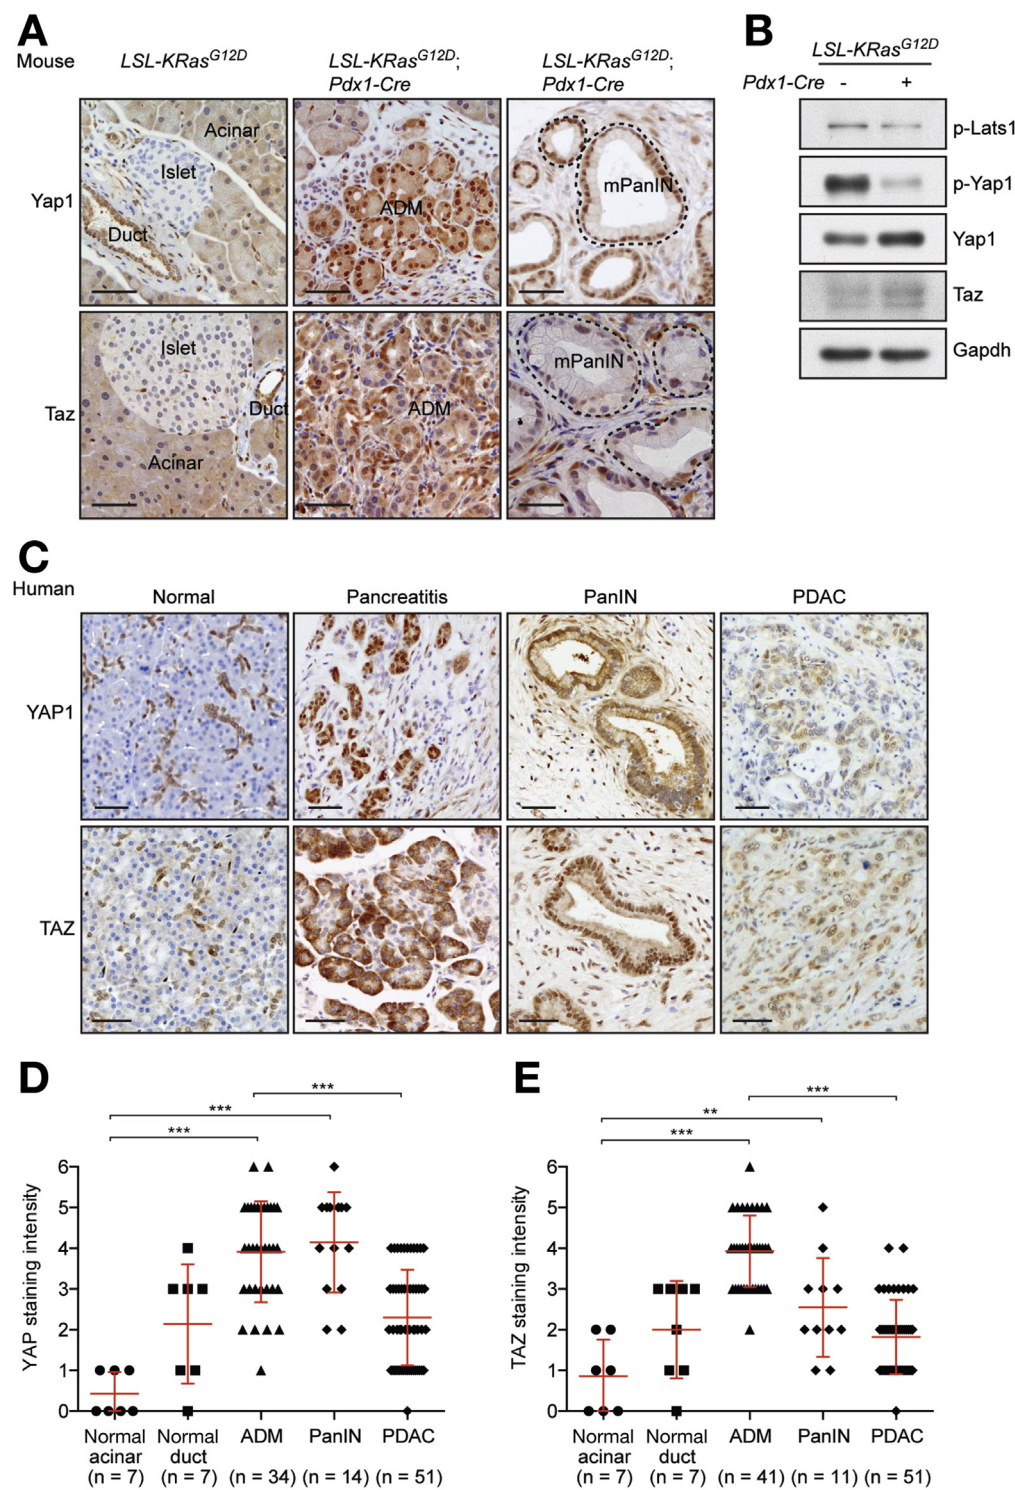 A
Mouse
LSL-KRasG12D
LSL-KRasG12D;
Pdx1-Cre
LSL-KRasG12D;
Pdx1-Cre
Yap1
Acinar
Islet
Duct
ADM
mPanIN
Taz
Islet
Duct
Acinar
ADM
mPanIN
B
LSL-KRasG12D
Pdx1-Cre - +
p-Lats1
p-Yap1
Yap1
Taz
Gapdh
C
Human
Normal
Pancreatitis
PanIN
PDAC
YAP1
TAZ
D
***
***
***
YAP staining intensity
6
5
4
3
2
1
0
Normal acinar (n = 7)
Normal duct (n = 7)
ADM (n = 34)
PanIN (n = 14)
PDAC (n = 51)
E
***
**
***
TAZ staining intensity
6
5
4
3
2
1
0
Normal acinar (n = 7)
Normal duct (n = 7)
ADM (n = 41)
PanIN (n = 11)
PDAC (n = 51)